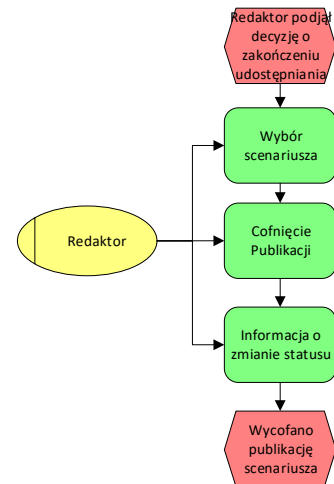 Redaktor podjął
decyzję o
zakończeniu
udostępniania
Wybór
scenariusza
Redaktor
Cofnięcie
Publikacji
Informacja o
zmianie statusu
Wycofano
publikację
scenariusza